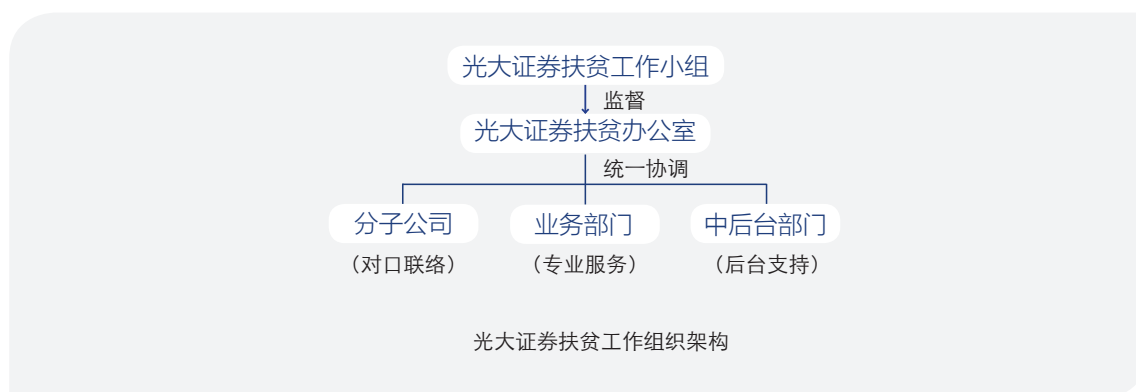 光大证券扶贫工作小组
监督
光大证券扶贫办公室
统一协调
分子公司 业务部门 中后台部门
（对口联络） （专业服务） （后台支持）
光大证券扶贫工作组织架构